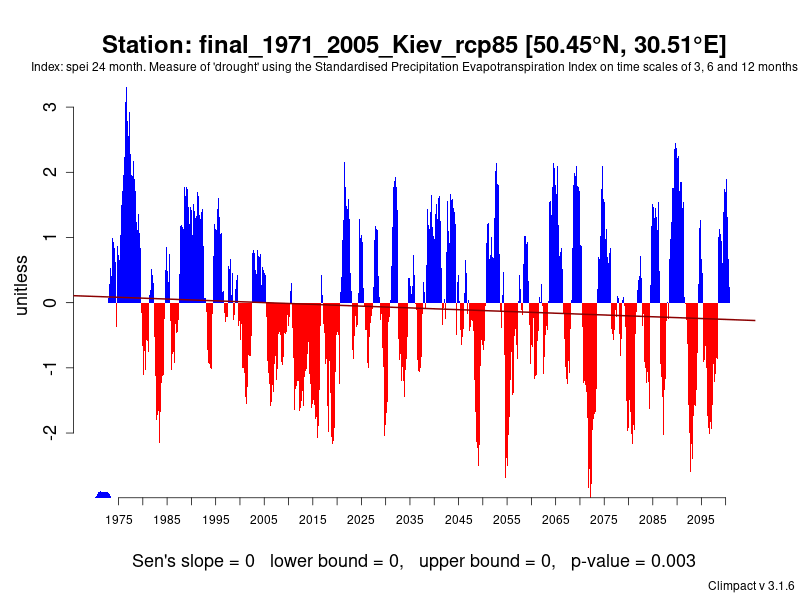 Station: final_1971_2005_Kiev_rcp85 [50.45°N, 30.51°E]
Index: spei 24 month. Measure of 'drought' using the Standardised Precipitation Evapotranspiration Index on time scales of 3, 6 and 12 months
3
2
1
0
-1
-2
unitless
1975 1985 1995 2005 2015 2025 2035 2045 2055 2065 2075 2085 2095
Sen's slope = 0 lower bound = 0, upper bound = 0, p-value = 0.003
Climpact v 3.1.6